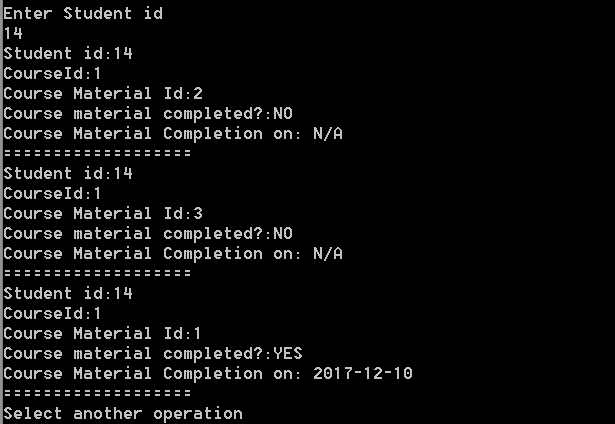 Enter Student id
14
Student id:14
CourseId:1
Course Material Id:2
Course material completed?:NO
Course Material Completion on: N/A
===================
Student id:14
CourseId:1
Course Material Id:3
Course material completed?:NO
Course Material Completion on: N/A
===================
Student id:14
CourseId:1
Course Material Id:1
Course material completed?:YES
Course Material Completion on: 2017-12-10
===================
Select another operation